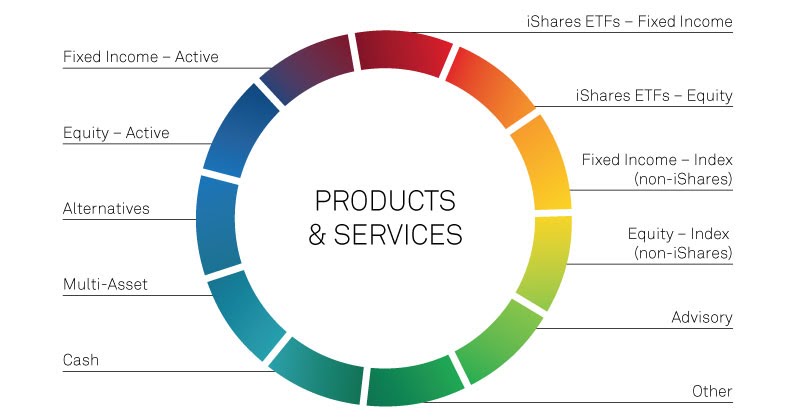 iShares ETFs – Fixed Income
Fixed Income – Active
iShares ETFs – Equity
Equity – Active
Fixed Income – Index
(non-iShares)
Alternatives
PRODUCTS
& SERVICES
Equity – Index
(non-iShares)
Multi-Asset
Advisory
Cash
Other